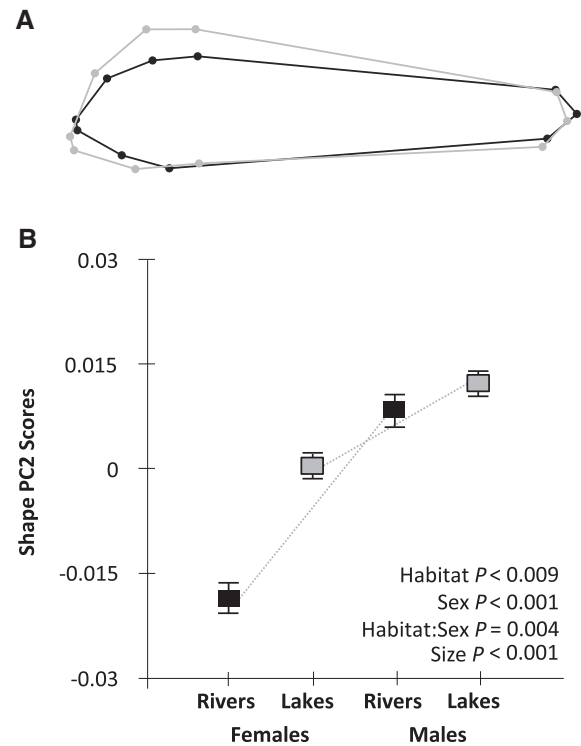 A
B
0.03
0.015
0
-0.015
-0.03
Shape PC2 Scores
Habitat P < 0.009
Sex P < 0.001
Habitat:Sex P = 0.004
Size P < 0.001
Rivers Lakes Rivers Lakes
Females Males